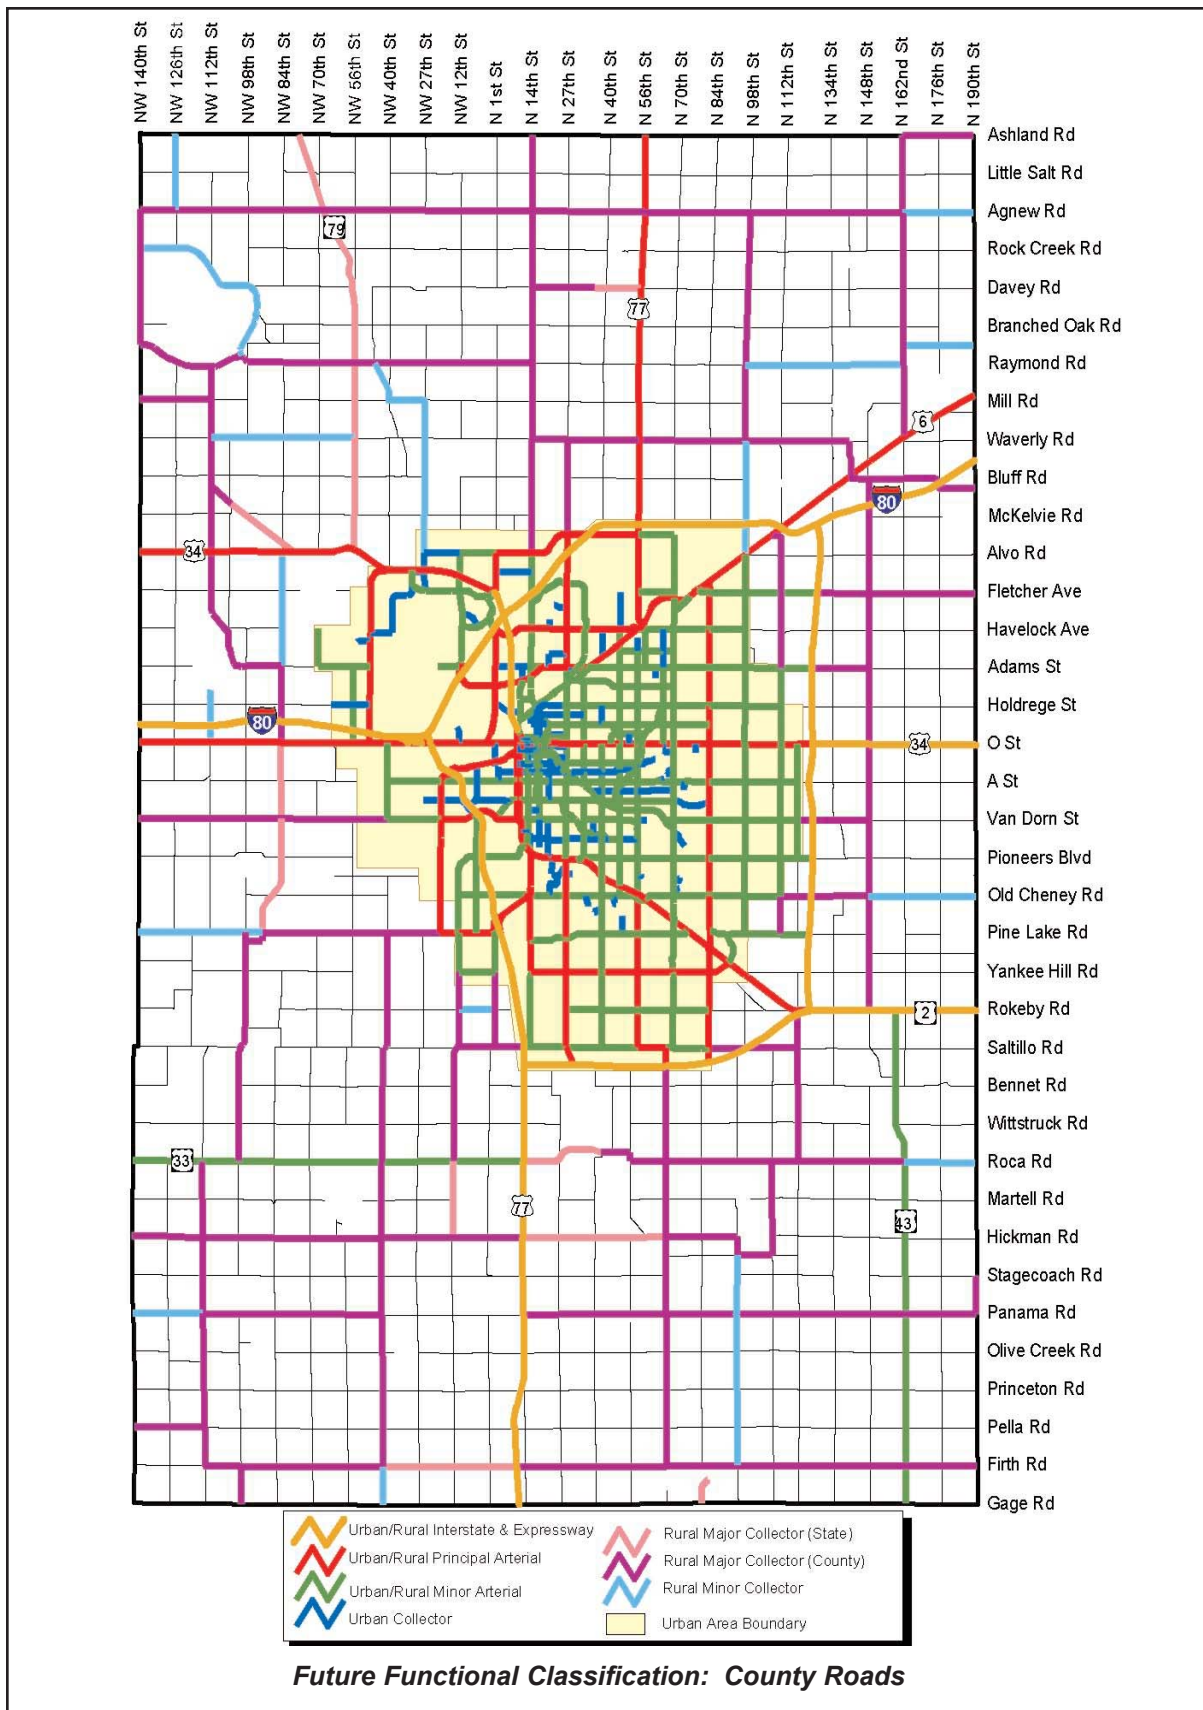 NW 140th St
NW 126th St
NW 112th St
NW 98th St
NW 84th St
NW 70th St
NW 56th St
NW 40th St
NW 27th St
NW 12th St
N 1st St
N 14th St
N 27th St
N 40th St
N 56th St
N 70th St
N 84th St
N 98th St
N 112th St
N 134th St
N 148th St
N 162nd St
N 176th St
N 190th St
Ashland Rd
Little Salt Rd
Agnew Rd
79
Rock Creek Rd
Davey Rd
77
Branched Oak Rd
Raymond Rd
Mill Rd
6
Waverly Rd
Bluff Rd
80
McKelvie Rd
34
Alvo Rd
Fletcher Ave
Havelock Ave
Adams St
Holdrege St
80
34
O St
A St
Van Dorn St
Pioneers Blvd
Old Cheney Rd
Pine Lake Rd
Yankee Hill Rd
2
Rokeby Rd
Saltillo Rd
Bennet Rd
Wittstruck Rd
33
Roca Rd
Martell Rd
77
43
Hickman Rd
Stagecoach Rd
Panama Rd
Olive Creek Rd
Princeton Rd
Pella Rd
Firth Rd
Gage Rd
Urban/Rural Interstate & Expressway
Urban/Rural Principal Arterial
Urban/Rural Minor Arterial
Urban Collector
Rural Major Collector (State)
Rural Major Collector (County)
Rural Minor Collector
Urban Area Boundary
Future Functional Classification: County Roads